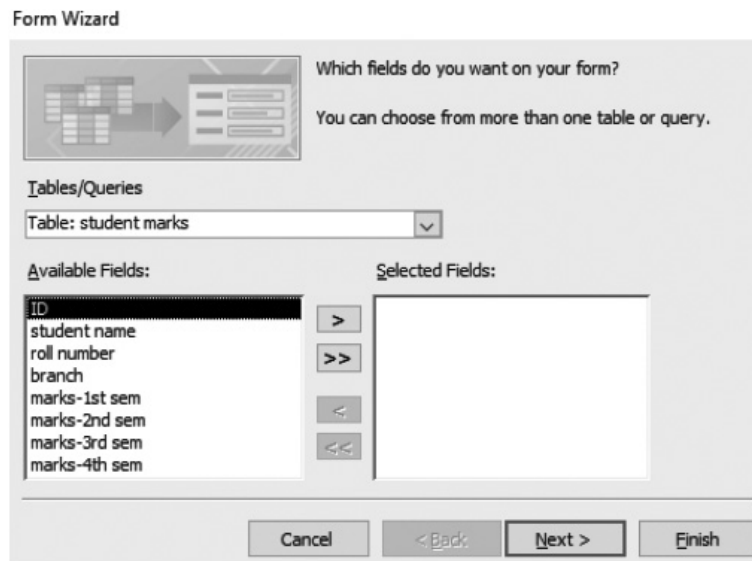 Form Wizard
Which fields do you want on your form?
You can choose from more than one table or query.
Tables/Queries
Table: student marks
Available Fields:
Selected Fields:
ID
student name
roll number
branch
marks-1st sem
marks-2nd sem
marks-3rd sem
marks-4th sem
>
>>
<
<<
Cancel
< Back
Next >
Finish